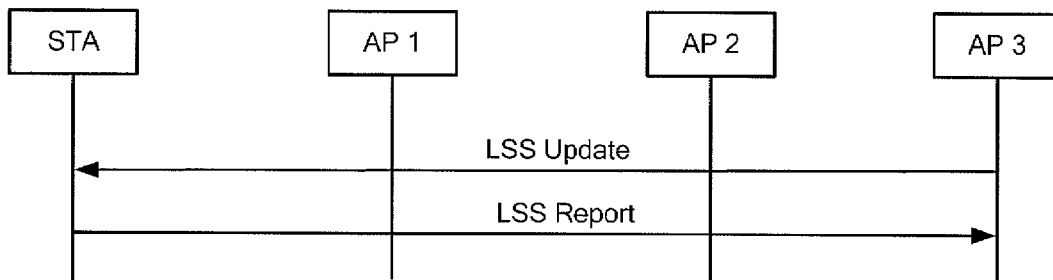 STA
AP 1
AP 2
AP 3
LSS Update
LSS Report